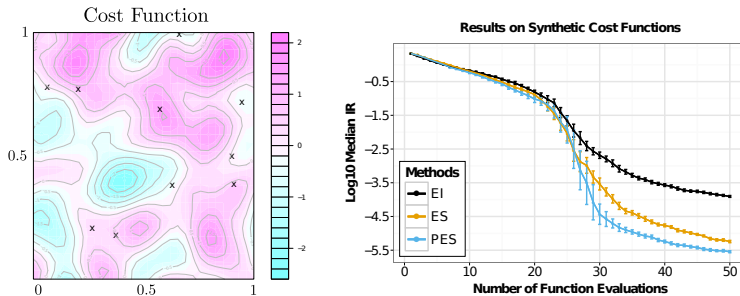 Cost Function
1
0.5
0
0.5
1
x
x
x
x
x
x
x
x
x
x
2
1
0
−1
−2
Results on Synthetic Cost Functions
Log10 Median IR
−0.5
−1.5
−2.5
−3.5
−4.5
−5.5
Methods
EI
ES
PES
0
10
20
30
40
50
Number of Function Evaluations